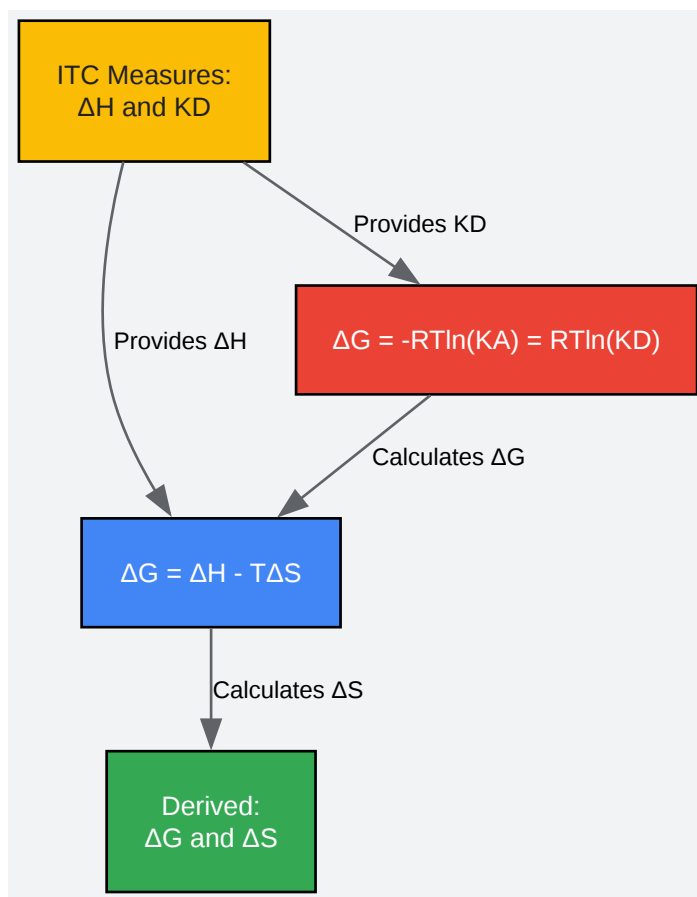 ITC Measures:
ΔH and KD
Provides KD
Provides ΔH
ΔG = -RTln(KA) = RTln(KD)
Calculates ΔG
ΔG = ΔH - TΔS
Calculates ΔS
Derived:
ΔG and ΔS